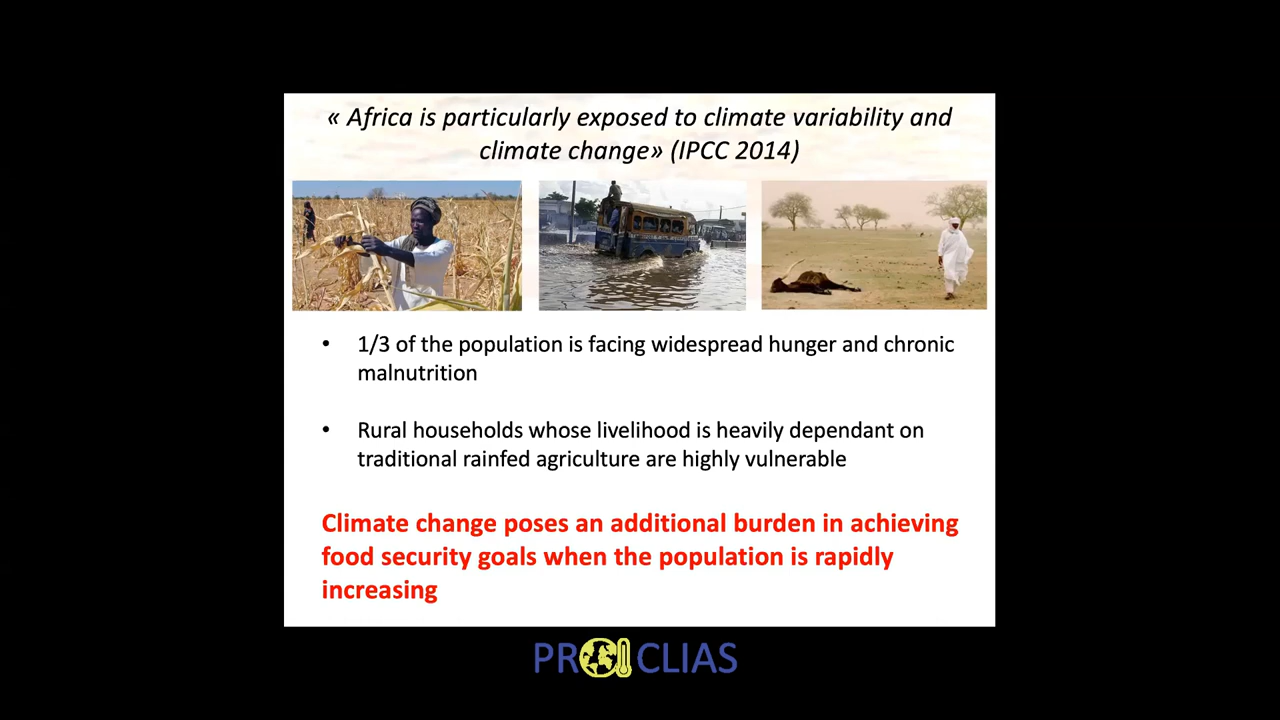 « Africa is particularly exposed to climate variability and
climate change» (IPCC 2014)
• 1/3 of the population is facing widespread hunger and chronic
malnutrition
• Rural households whose livelihood is heavily dependant on
traditional rainfed agriculture are highly vulnerable
Climate change poses an additional burden in achieving
food security goals when the population is rapidly
increasing
PROCLIAS